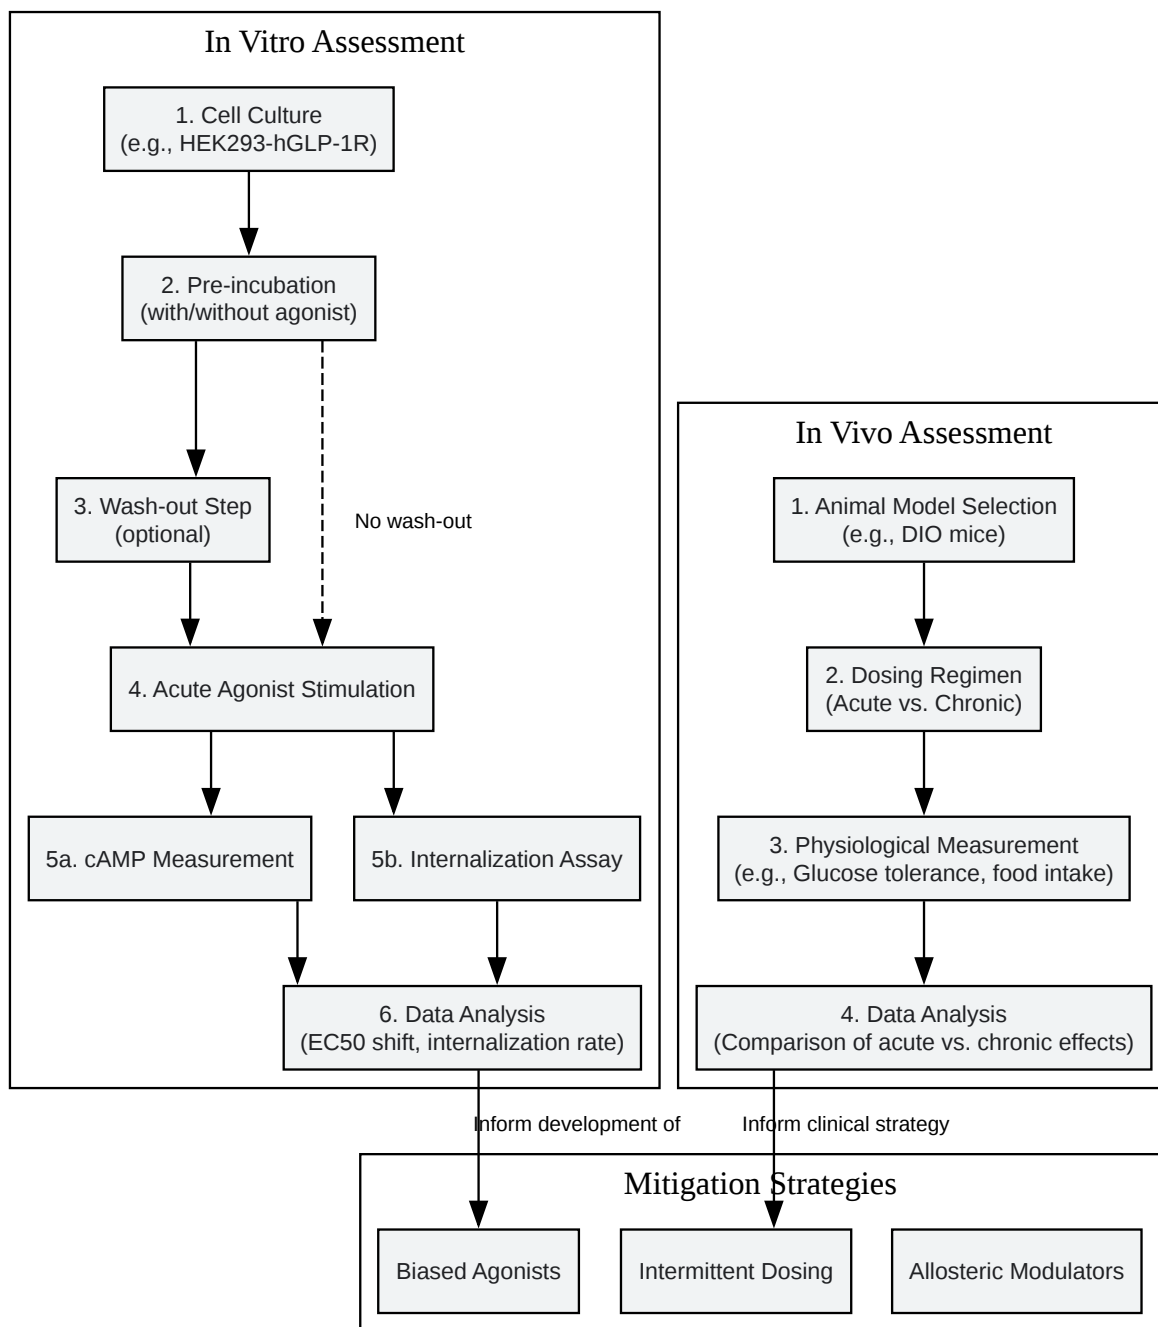 In Vitro Assessment
1. Cell Culture
(e.g., HEK293-hGLP-1R)
2. Pre-incubation
(with/without agonist)
3. Wash-out Step
(optional)
No wash-out
4. Acute Agonist Stimulation
5a. cAMP Measurement
5b. Internalization Assay
6. Data Analysis
(EC50 shift, internalization rate)
In Vivo Assessment
1. Animal Model Selection
(e.g., DIO mice)
2. Dosing Regimen
(Acute vs. Chronic)
3. Physiological Measurement
(e.g., Glucose tolerance, food intake)
4. Data Analysis
(Comparison of acute vs. chronic effects)
Inform development of
Inform clinical strategy
Mitigation Strategies
Biased Agonists
Intermittent Dosing
Allosteric Modulators